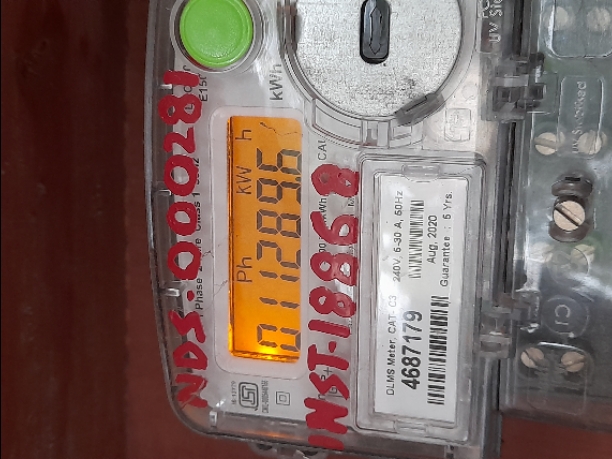 NDS-0000281
Ph kW h
0112896
kWh
INST-18868
DLMS Meter, CAT- C3 240V, 5-30 A, 50Hz
4687179 Aug. 2020
Guarantee : 5 Yrs.